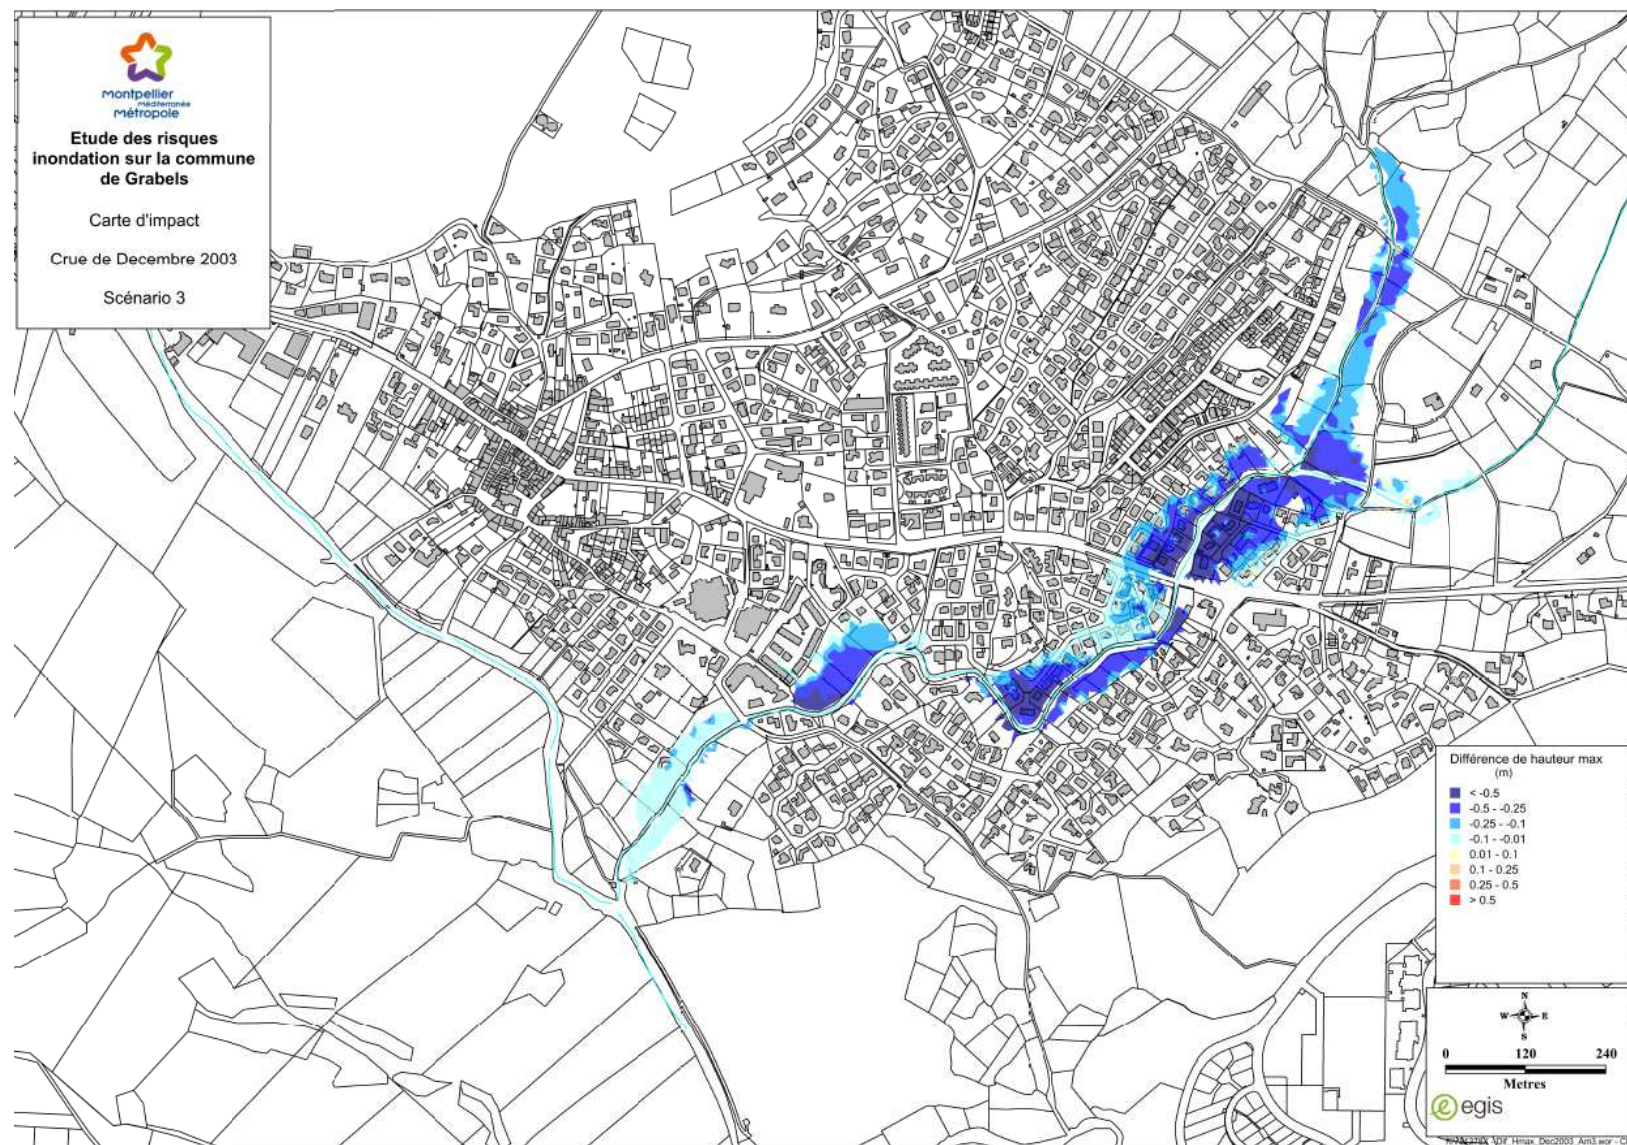 montpellier
méditerranée
métropole
Etude des risques
inondation sur la commune
de Grabels
Carte d'impact
Crue de Decembre 2003
Scénario 3
Différence de hauteur max
(m)
< -0.5
-0.5 - -0.25
-0.25 - -0.1
-0.1 - -0.01
0.01 - 0.1
0.1 - 0.25
0.25 - 0.5
> 0.5
N
W E
S
0 120 240
Metres
egis